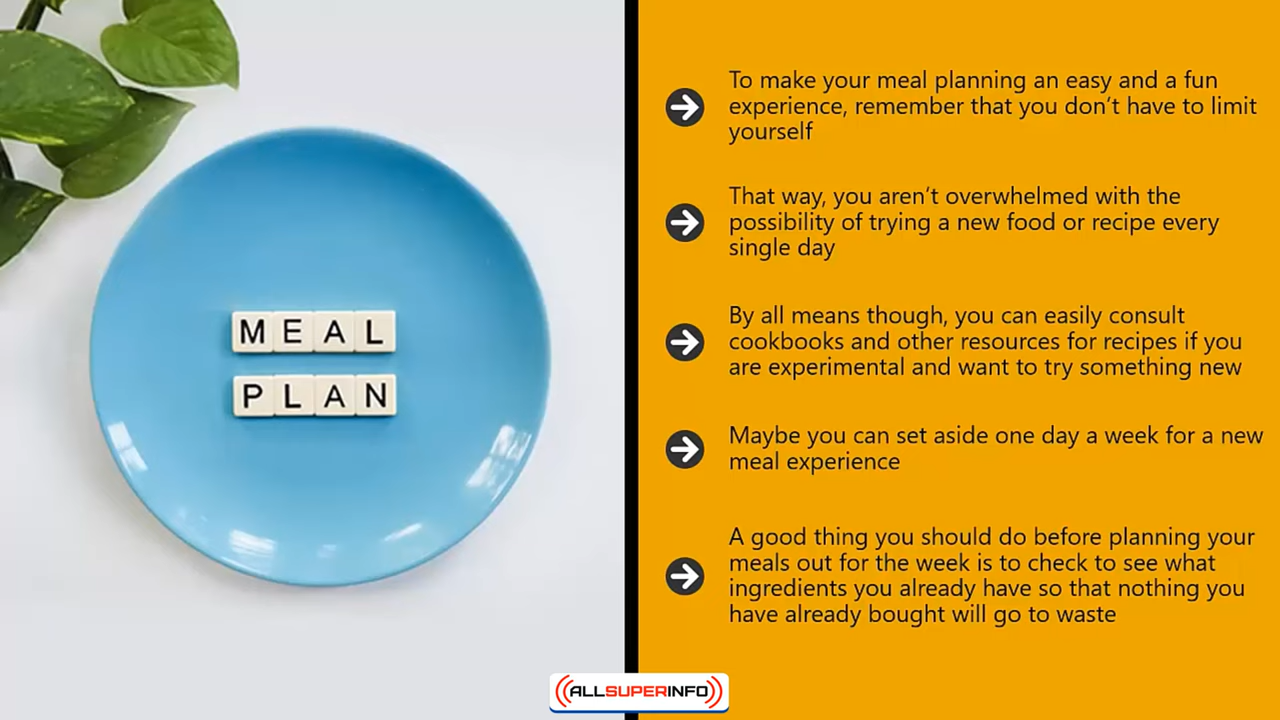 MEAL
PLAN
To make your meal planning an easy and a fun
experience, remember that you don't have to limit
yourself
That way, you aren't overwhelmed with the
possibility of trying a new food or recipe every
single day
By all means though, you can easily consult
cookbooks and other resources for recipes if you
are experimental and want to try something new
Maybe you can set aside one day a week for a new
meal experience
A good thing you should do before planning your
meals out for the week is to check to see what
ingredients you already have so that nothing you
have already bought will go to waste
ALLSUPERINFO